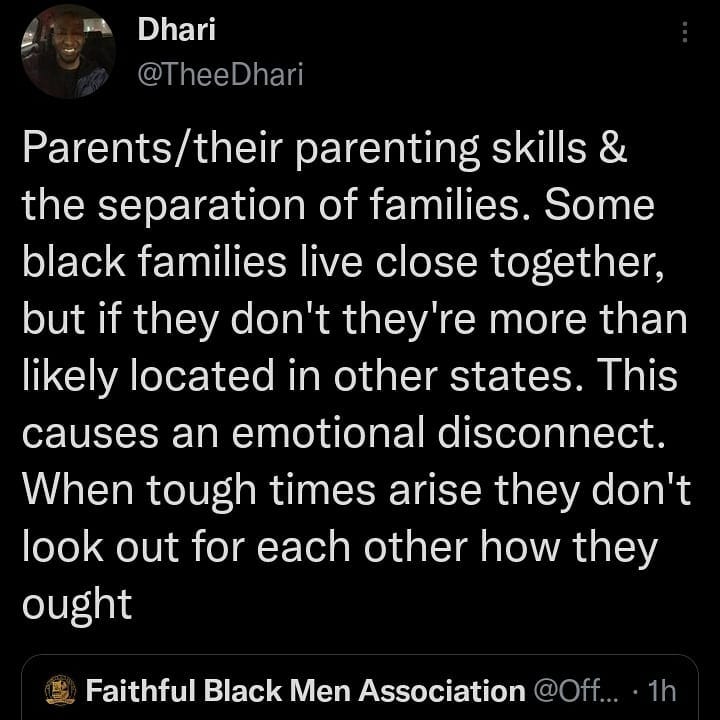 Dhari
@TheeDhari
Parents/their parenting skills &
the separation of families. Some
black families live close together,
but if they don't they're more than
likely located in other states. This
causes an emotional disconnect.
When tough times arise they don't
look out for each other how they
ought
Faithful Black Men Association @Off... · 1h